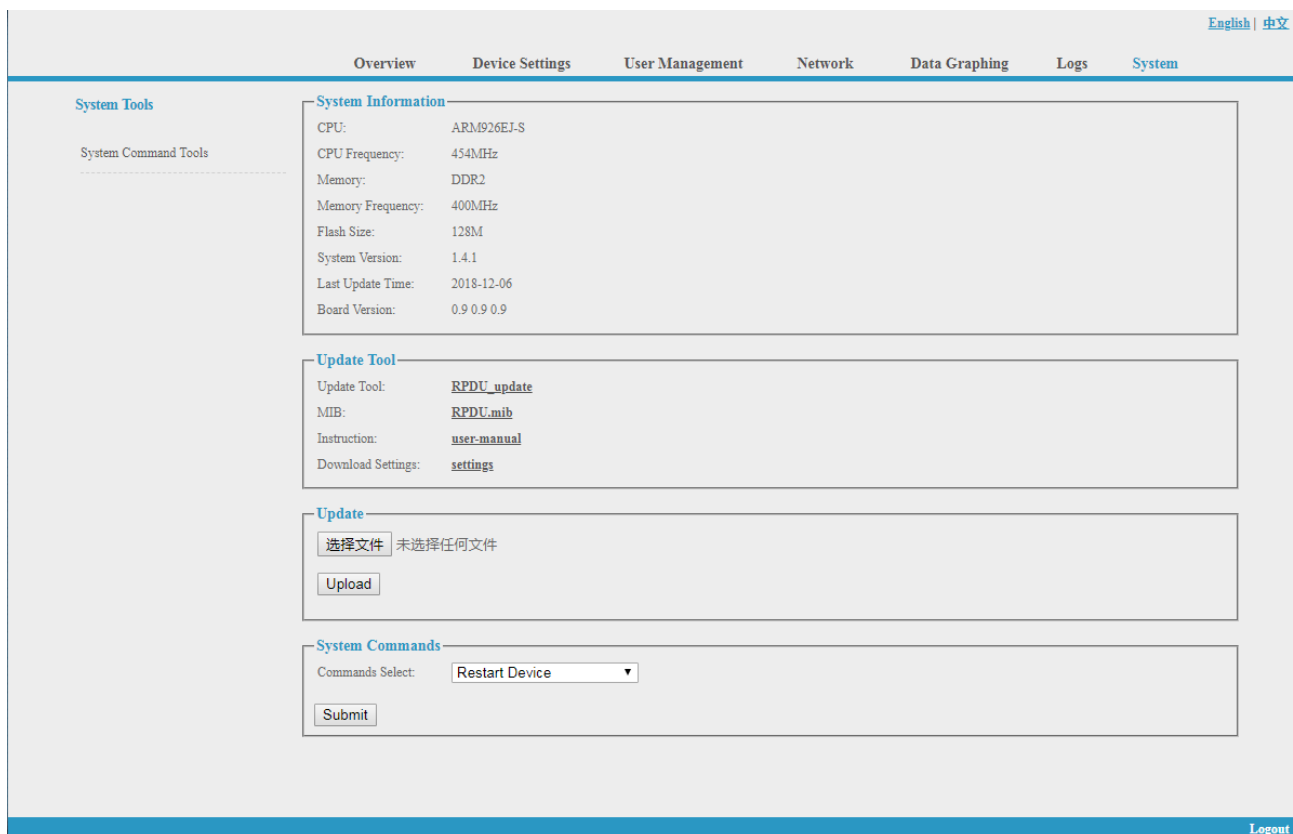 English | 中文
Overview Device Settings User Management Network Data Graphing Logs System
System Tools
System Command Tools
System Information
CPU: ARM926EJ-S
CPU Frequency: 454MHz
Memory: DDR2
Memory Frequency: 400MHz
Flash Size: 128M
System Version: 1.4.1
Last Update Time: 2018-12-06
Board Version: 0.9 0.9 0.9
Update Tool
Update Tool: RPDU_update
MIB: RPDU.mib
Instruction: user-manual
Download Settings: settings
Update
选择文件 未选择任何文件
Upload
System Commands
Commands Select: Restart Device
Submit
Logout